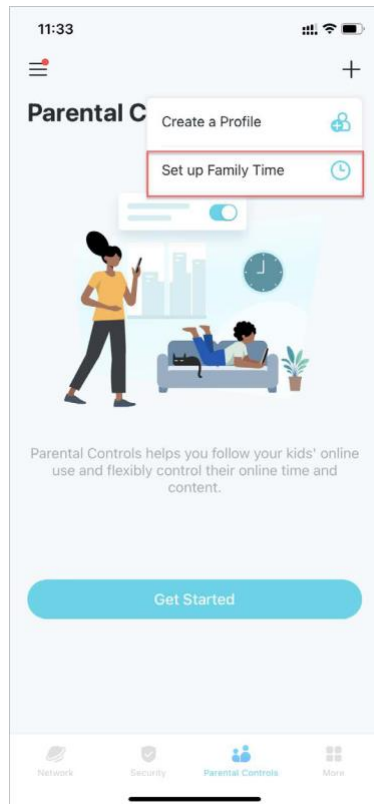 11:33
Parental C
Create a Profile
Set up Family Time
Parental Controls helps you follow your kids' online
use and flexibly control their online time and
content.
Get Started
Network Security Parental Controls More